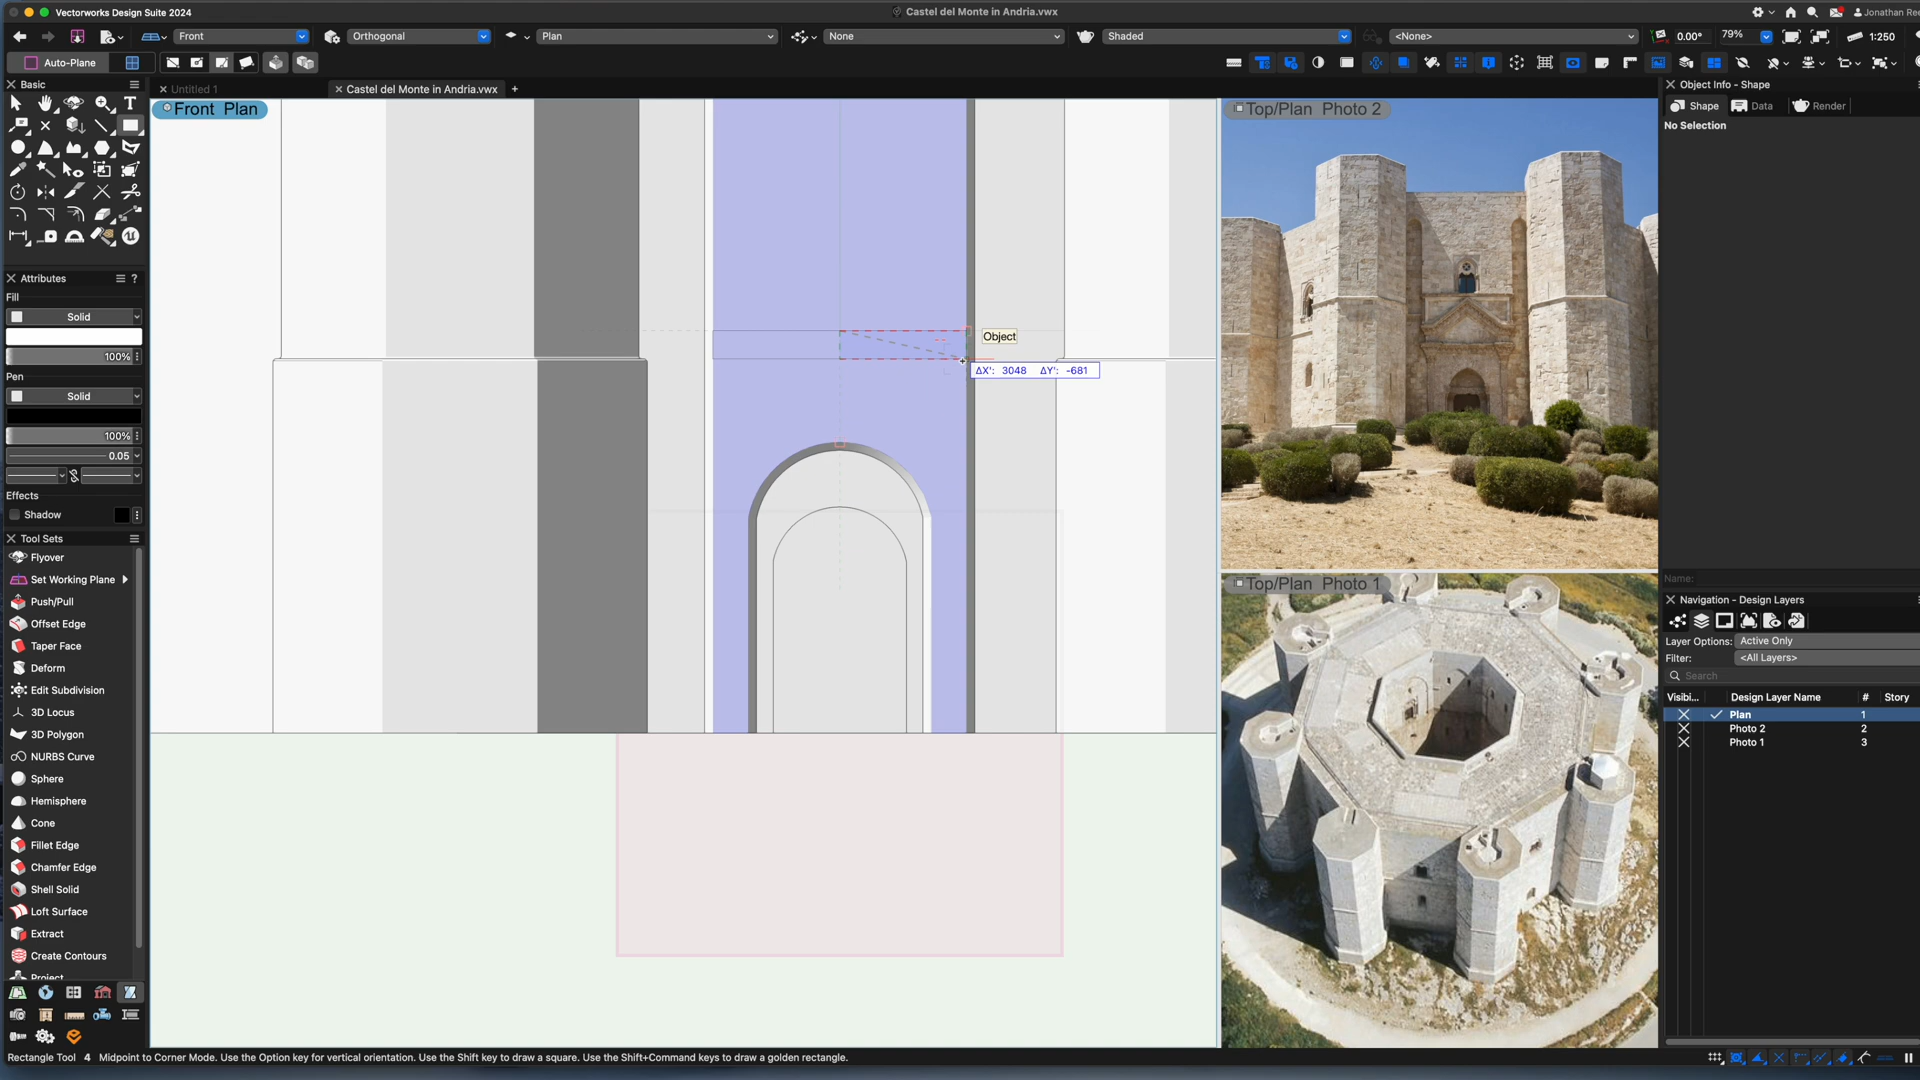 Vectorworks Design Suite 2024
Castel del Monte in Andria.vwx
Jonathan Ree
Front
Orthogonal
Plan
None
Shaded
<None>
0.00°
79%
1:250
Auto-Plane
Basic
Untitled 1
Castel del Monte in Andria.vwx
Front Plan
Top/Plan Photo 2
Object Info - Shape
Shape
Data
Render
No Selection
Attributes
Fill
Solid
100%
Pen
Solid
100%
0.05
Effects
Shadow
Object
ΔX': 3048 ΔY': -681
Tool Sets
Flyover
Set Working Plane
Push/Pull
Offset Edge
Taper Face
Deform
Edit Subdivision
3D Locus
3D Polygon
NURBS Curve
Sphere
Hemisphere
Cone
Fillet Edge
Chamfer Edge
Shell Solid
Loft Surface
Extract
Create Contours
Project
Top/Plan Photo 1
Name:
Navigation - Design Layers
Layer Options: Active Only
Filter: <All Layers>
Search
Visibi... Design Layer Name # Story
Plan 1
Photo 2 2
Photo 1 3
Rectangle Tool 4 Midpoint to Corner Mode. Use the Option key for vertical orientation. Use the Shift key to draw a square. Use the Shift+Command keys to draw a golden rectangle.